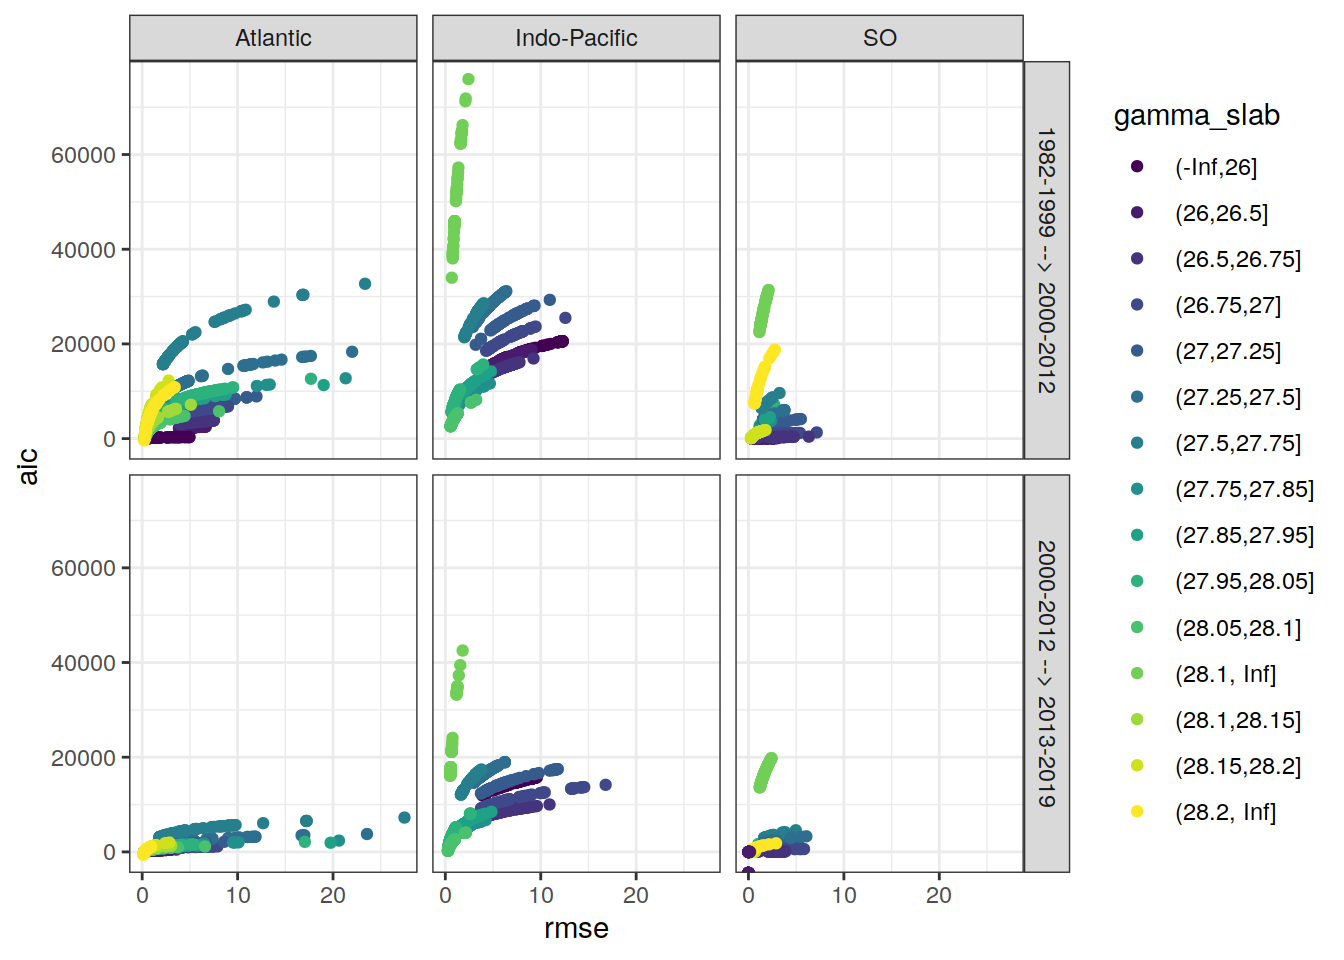 Atlantic
Indo-Pacific
SO
60000
40000
20000
0
1982-1999 --> 2000-2012
60000
40000
20000
0
2000-2012 --> 2013-2019
0
10
20
0
10
20
0
10
20
rmse
aic
gamma_slab
(-Inf,26]
(26,26.5]
(26.5,26.75]
(26.75,27]
(27,27.25]
(27.25,27.5]
(27.5,27.75]
(27.75,27.85]
(27.85,27.95]
(27.95,28.05]
(28.05,28.1]
(28.1, Inf]
(28.1,28.15]
(28.15,28.2]
(28.2, Inf]